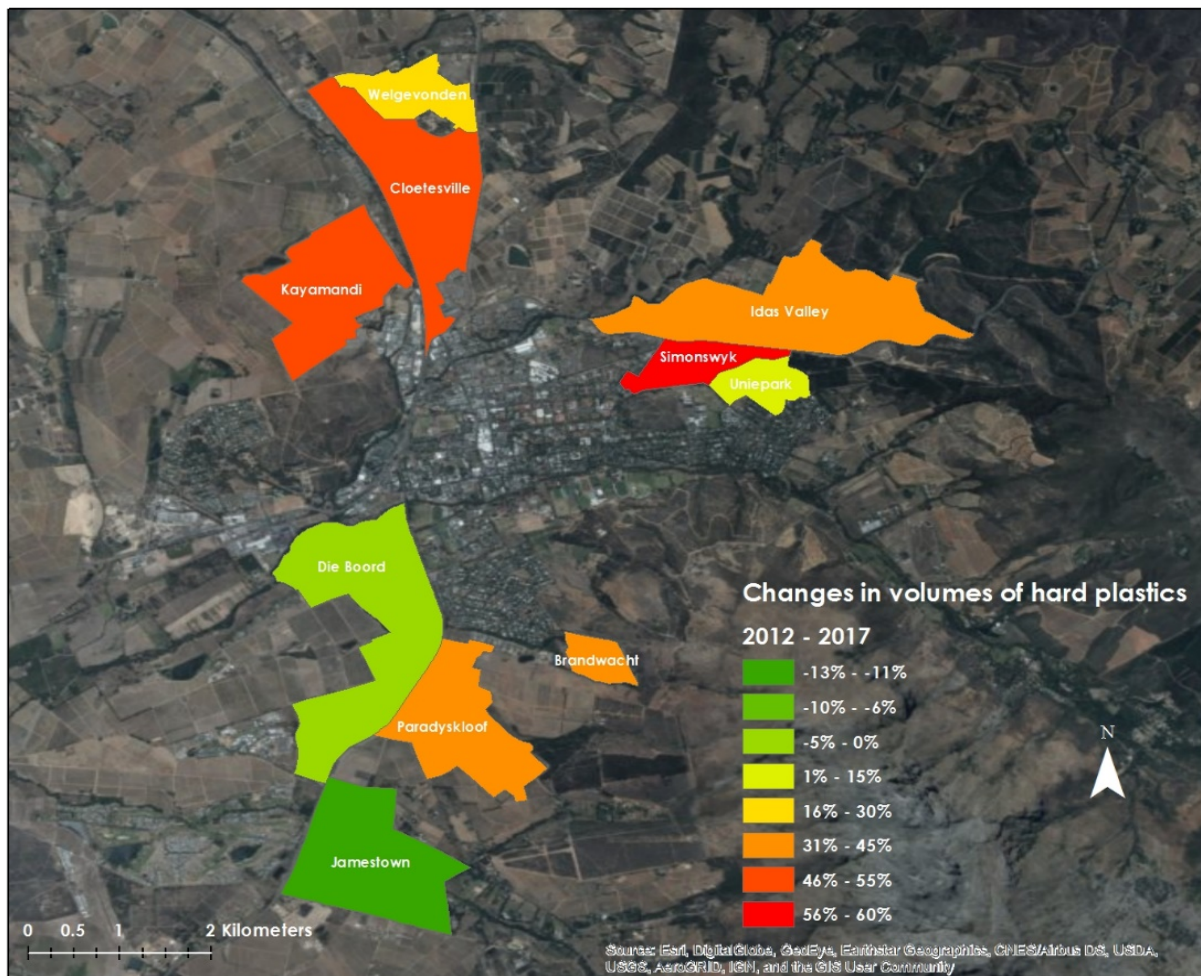 Welgevonden
Cloetesville
Kayamandi
Idas Valley
Simonswyk
Uniepark
Die Boord
Brandwacht
Paradyskloof
Jamestown
Changes in volumes of hard plastics
2012 - 2017
-13% - -11%
-10% - -6%
-5% - 0%
1% - 15%
16% - 30%
31% - 45%
46% - 55%
56% - 60%
N
0 0.5 1 2 Kilometers
Source: Esri, DigitalGlobe, GeoEye, Earthstar Geographics, CNES/Airbus DS, USDA,
USGS, AeroGRID, IGN, and the GIS User Community